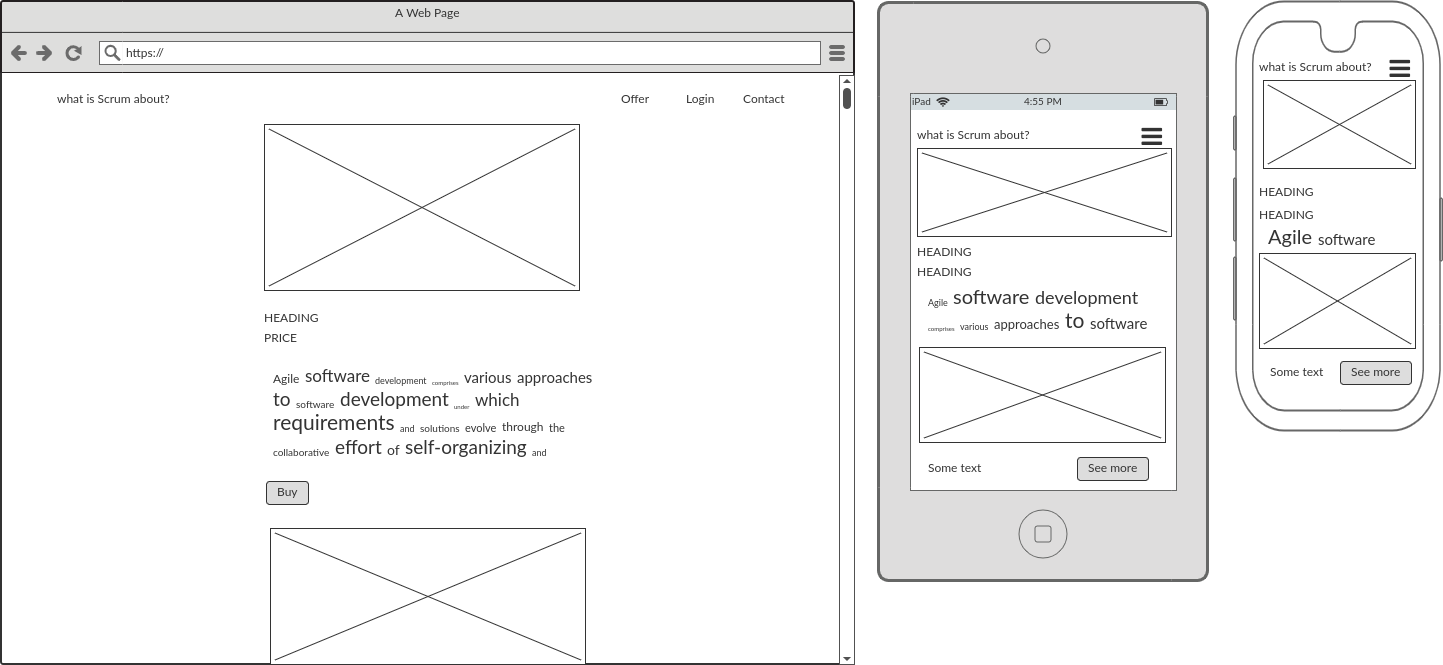 A Web Page
https://
what is Scrum about? Offer Login Contact
HEADING
PRICE
Agile software development comprises various approaches
to software development under which
requirements and solutions evolve through the
collaborative effort of self-organizing and
Buy
iPad 4:55 PM
what is Scrum about?
HEADING
HEADING
Agile software development
comprises various approaches to software
Some text See more
what is Scrum about?
HEADING
HEADING
Agile software
Some text See more